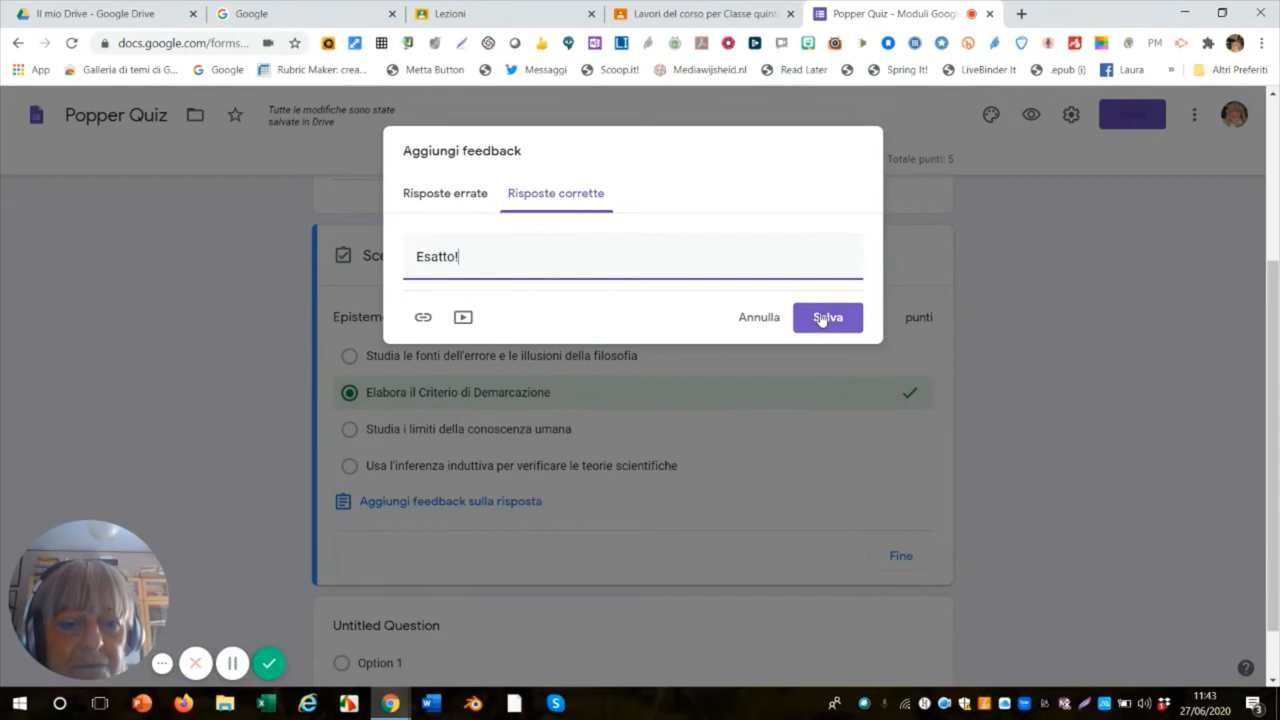 Il mio Drive - Google Drive
Google
Lezioni
Lavori del corso per Classe quint
Popper Quiz - Moduli Googl
docs.google.com/forms...
PM
App
Galleria di temi di G...
Google
Rubric Maker: crea...
Metta Button
Messaggi
Scoop.it!
Mediawijsheid.nl
Read Later
Spring It!
LiveBinder It
.epub (i)
Laura
»
Altri Preferiti
Popper Quiz
Tutte le modifiche sono state
salvate in Drive
Totale punti: 5
Aggiungi feedback
Risposte errate
Risposte corrette
Esatto!
Annulla
Salva
Sce
Epistem
punti
Studia le fonti dell'errore e le illusioni della filosofia
Elabora il Criterio di Demarcazione
Studia i limiti della conoscenza umana
Usa l'inferenza induttiva per verificare le teorie scientifiche
Aggiungi feedback sulla risposta
Fine
Untitled Question
Option 1
11:43
27/06/2020
3